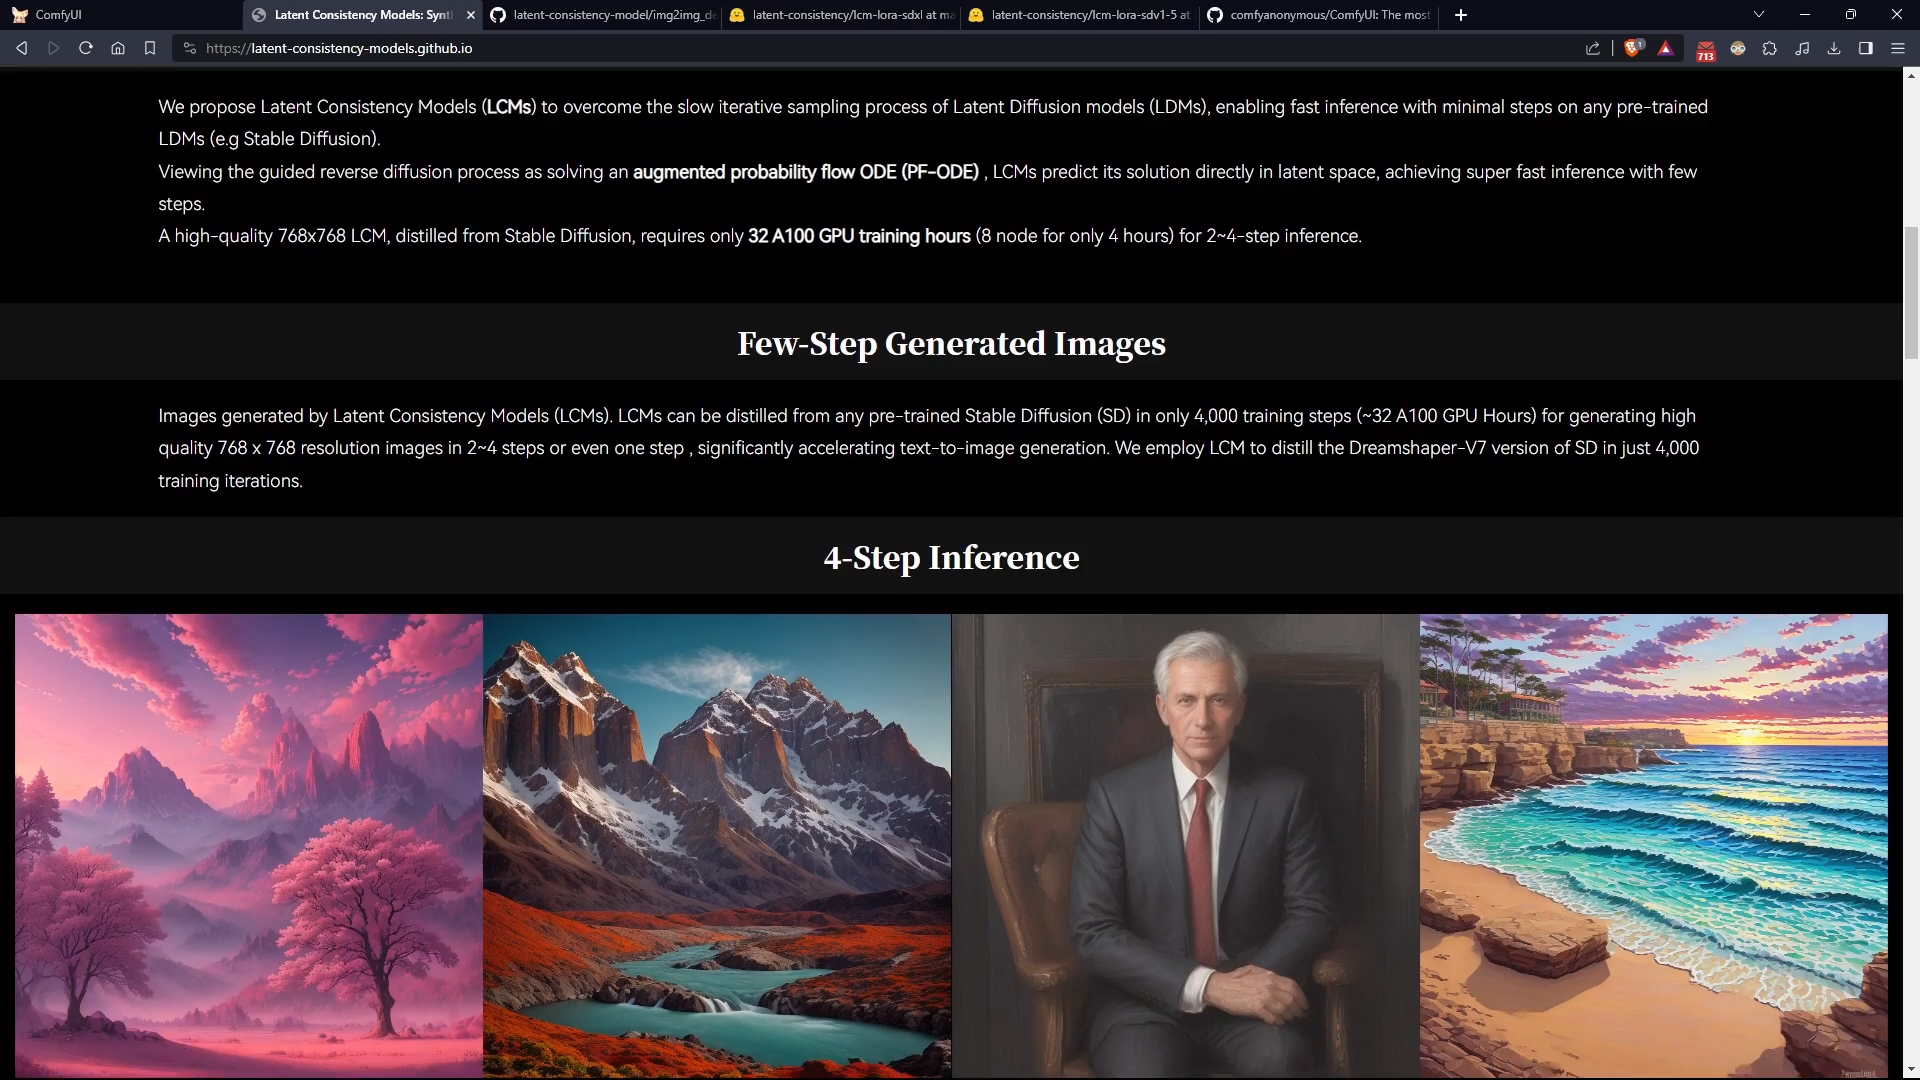 ComfyUI
Latent Consistency Models: Synt
latent-consistency-model/img2img_de
latent-consistency/lcm-lora-sdxl at ma
latent-consistency/lcm-lora-sdv1-5 at
comfyanonymous/ComfyUI: The most
https://latent-consistency-models.github.io
1
713
We propose Latent Consistency Models (LCMs) to overcome the slow iterative sampling process of Latent Diffusion models (LDMs), enabling fast inference with minimal steps on any pre-trained
LDMs (e.g Stable Diffusion).
Viewing the guided reverse diffusion process as solving an augmented probability flow ODE (PF-ODE) , LCMs predict its solution directly in latent space, achieving super fast inference with few
steps.
A high-quality 768x768 LCM, distilled from Stable Diffusion, requires only 32 A100 GPU training hours (8 node for only 4 hours) for 2~4-step inference.
Few-Step Generated Images
Images generated by Latent Consistency Models (LCMs). LCMs can be distilled from any pre-trained Stable Diffusion (SD) in only 4,000 training steps (~32 A100 GPU Hours) for generating high
quality 768 x 768 resolution images in 2~4 steps or even one step , significantly accelerating text-to-image generation. We employ LCM to distill the Dreamshaper-V7 version of SD in just 4,000
training iterations.
4-Step Inference